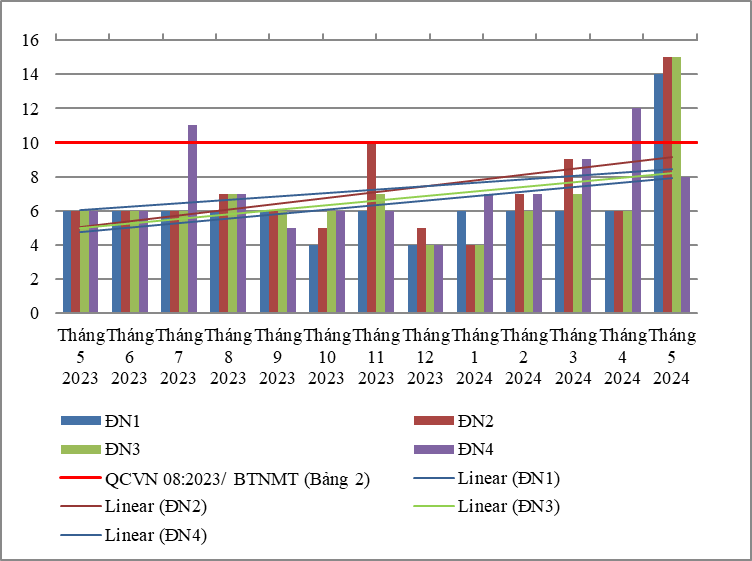 16
14
12
10
8
6
4
2
0
Tháng Tháng Tháng Tháng Tháng Tháng Tháng Tháng Tháng Tháng Tháng Tháng Tháng
5 6 7 8 9 10 11 12 1 2 3 4 5
2023 2023 2023 2023 2023 2023 2023 2023 2024 2024 2024 2024 2024
ĐN1 ĐN2
ĐN3 ĐN4
QCVN 08:2023/ BTNMT (Bảng 2) Linear (ĐN1)
Linear (ĐN2) Linear (ĐN3)
Linear (ĐN4)